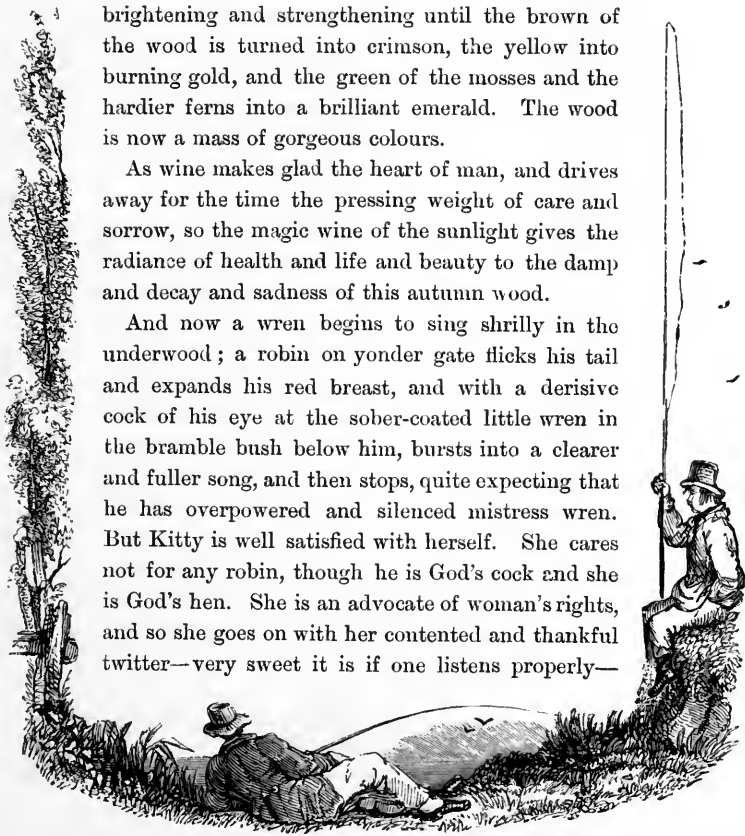 brightening and strengthening until the brown of
the wood is turned into crimson, the yellow into
burning gold, and the green of the mosses and the
hardier ferns into a brilliant emerald. The wood
is now a mass of gorgeous colours.
As wine makes glad the heart of man, and drives
away for the time the pressing weight of care and
sorrow, so the magic wine of the sunlight gives the
radiance of health and life and beauty to the damp
and decay and sadness of this autumn wood.
And now a wren begins to sing shrilly in the
underwood; a robin on yonder gate flicks his tail
and expands his red breast, and with a derisive
cock of his eye at the sober-coated little wren in
the bramble bush below him, bursts into a clearer
and fuller song, and then stops, quite expecting that
he has overpowered and silenced mistress wren.
But Kitty is well satisfied with herself. She cares
not for any robin, though he is God's cock and she
is God's hen. She is an advocate of woman's rights,
and so she goes on with her contented and thankful
twitter—very sweet it is if one listens properly—